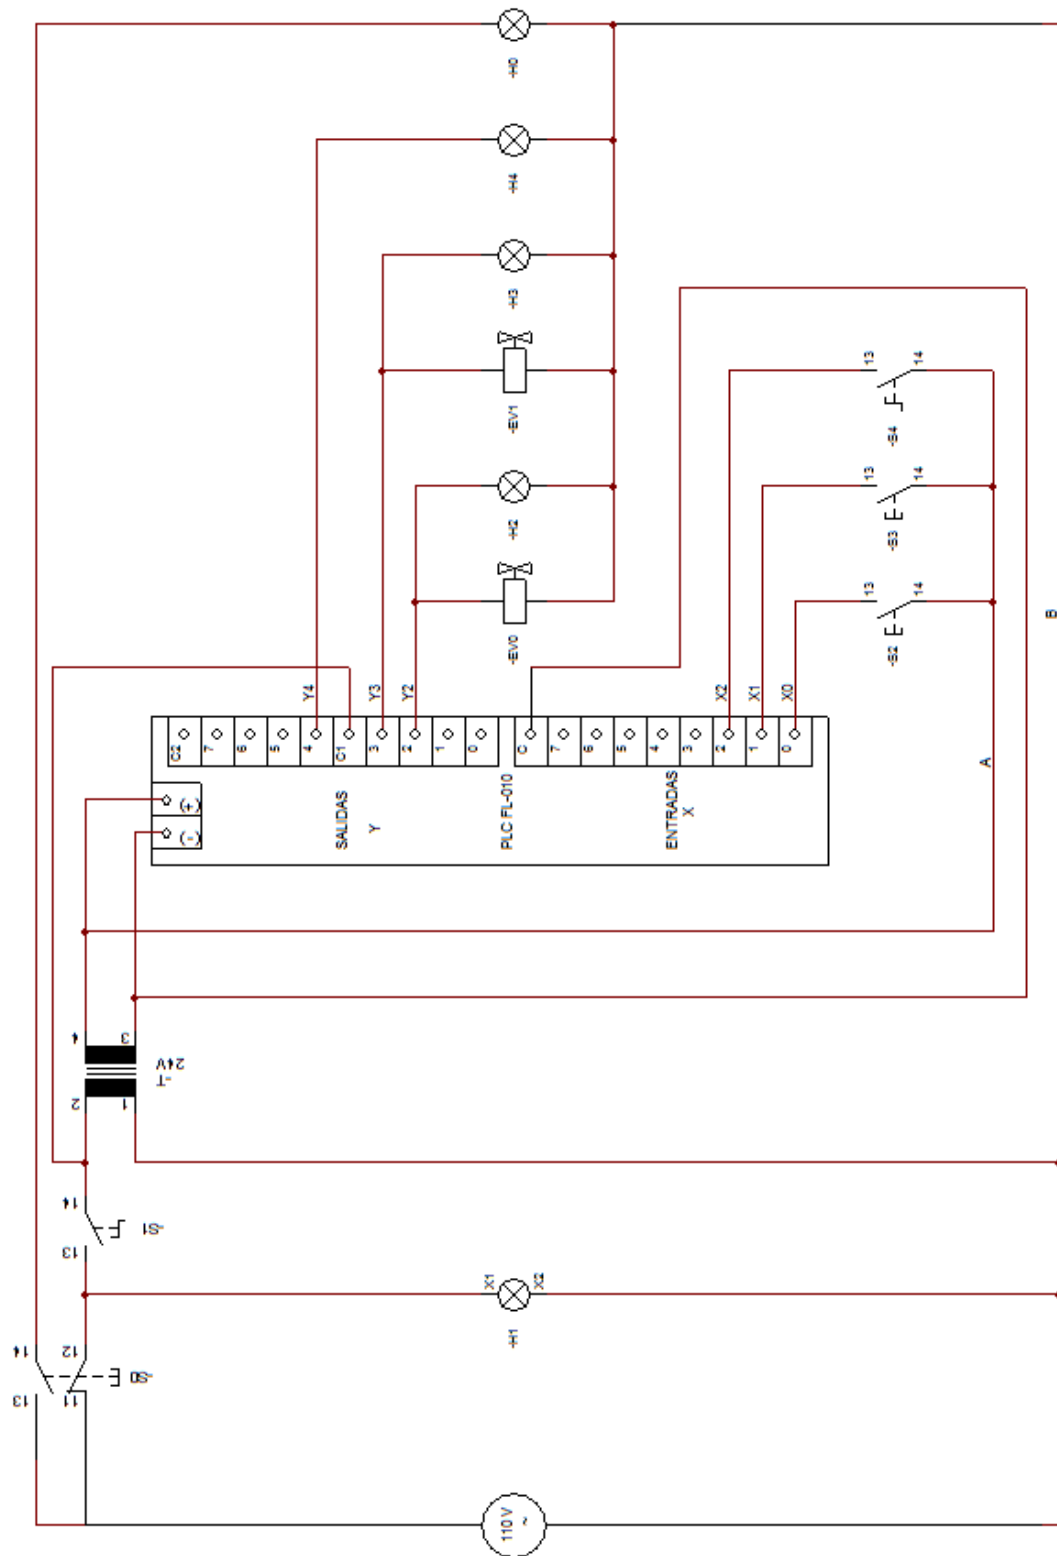 -H0
-H4
-H3
-EV1
-H2
-EV0
Y4
Y3
Y2
X2
X1
X0
13
14
-S4
13
14
-S3
13
14
-S2
A
B
C2
7
6
5
4
C1
3
2
1
0
C
7
6
5
4
3
2
1
0
(+)
(-)
SALIDAS
Y
PLC FL-010
ENTRADAS
X
4
3
2
1
-T
24V
14
13
-S1
X1
X2
-H1
14
12
13
11
-S0
110 V
~